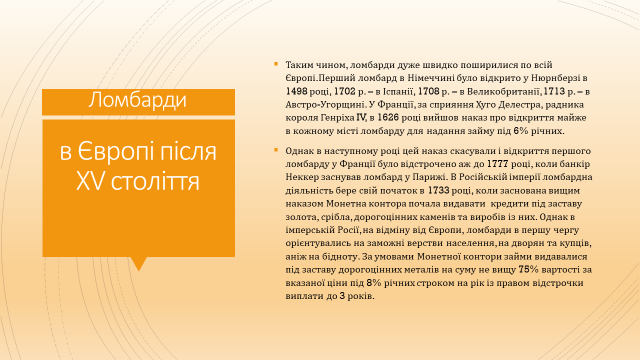 Ломбарди
в Європі після
XV століття
Таким чином, ломбарди дуже швидко поширилися по всій
Європі.Перший ломбард в Німеччині було відкрито у Нюрнберзі в
1498 році, 1702 р. – в Іспанії, 1708 р. – в Великобританії, 1713 р. – в
Австро-Угорщині. У Франції, за сприяння Хуго Делестра, радника
короля Генріха IV, в 1626 році вийшов наказ про відкриття майже
в кожному місті ломбарду для надання займу під 6% річних.
Однак в наступному році цей наказ скасували і відкриття першого
ломбарду у Франції було відстрочено аж до 1777 року, коли банкір
Неккер заснував ломбард у Парижі. В Російській імперії ломбардна
діяльність бере свій початок в 1733 році, коли заснована вищим
наказом Монетна контора почала видавати кредити під заставу
золота, срібла, дорогоцінних каменів та виробів із них. Однак в
імперській Росії, на відміну від Європи, ломбарди в першу чергу
орієнтувались на заможні верстви населення, на дворян та купців,
аніж на бідноту. За умовами Монетної контори займи видавалися
під заставу дорогоцінних металів на суму не вищу 75% вартості за
вказаної ціни під 8% річних строком на рік із правом відстрочки
виплати до 3 років.